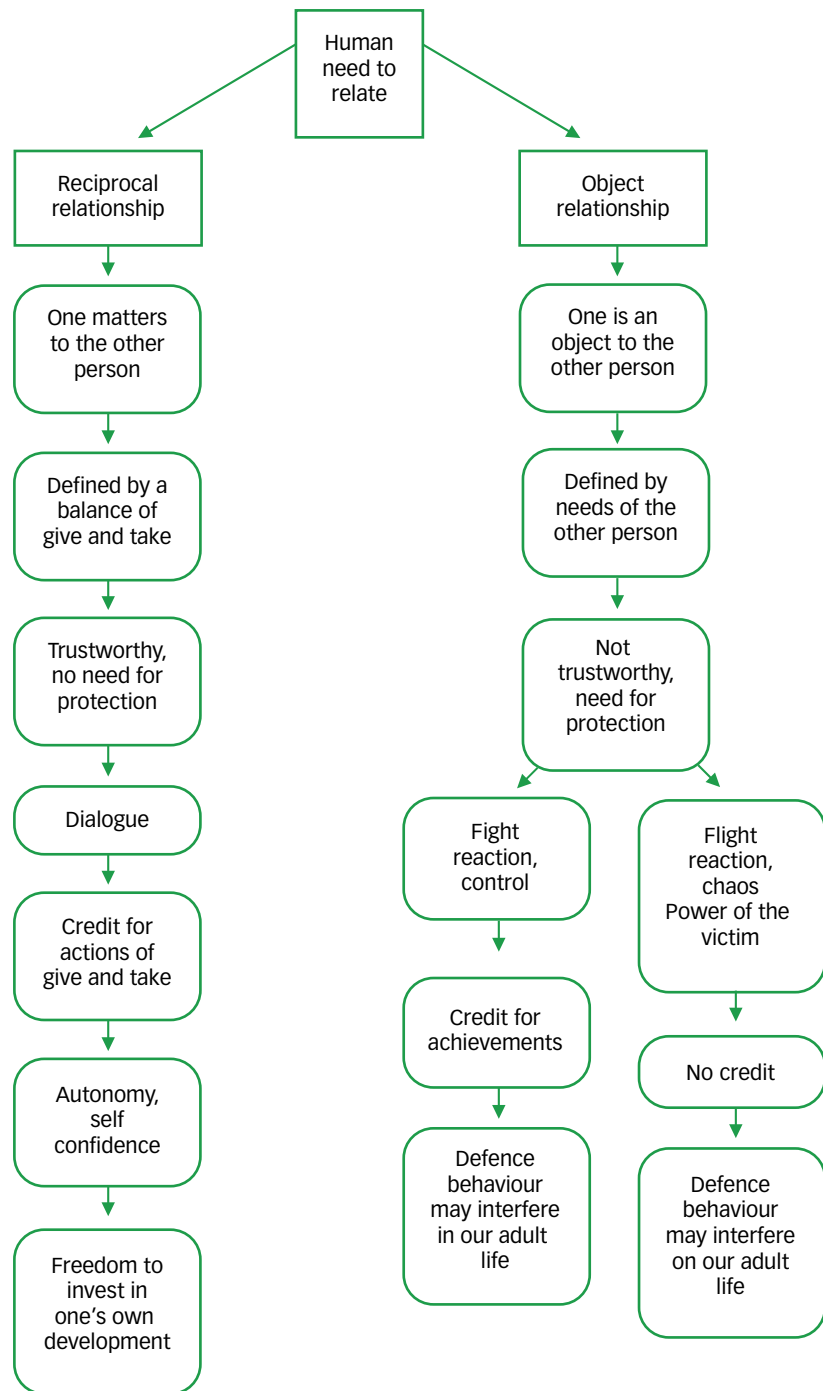 Human
need to
relate
Reciprocal
relationship
One matters
to the other
person
Defined by a
balance of
give and take
Trustworthy,
no need for
protection
Dialogue
Credit for
actions of
give and take
Autonomy,
self
confidence
Freedom to
invest in
one’s own
development
Object
relationship
One is an
object to the
other person
Defined by
needs of the
other person
Not
trustworthy,
need for
protection
Fight
reaction,
control
Credit for
achievements
Defence
behaviour
may interfere
in our adult
life
Flight
reaction,
chaos
Power of the
victim
No credit
Defence
behaviour
may interfere
on our adult
life